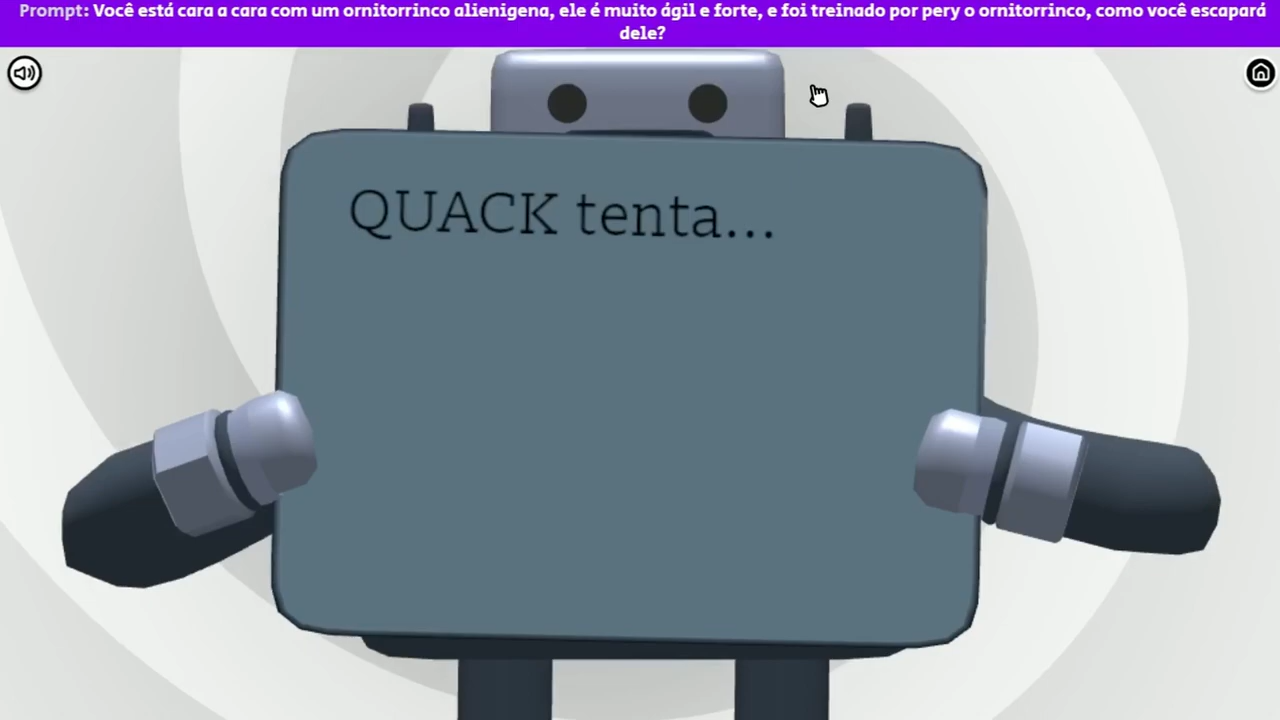 Prompt: Você está cara a cara com um ornitorrinco alienigena, ele é muito ágil e forte, e foi treinado por pery o ornitorrinco, como você escapará
dele?
QUACK tenta...